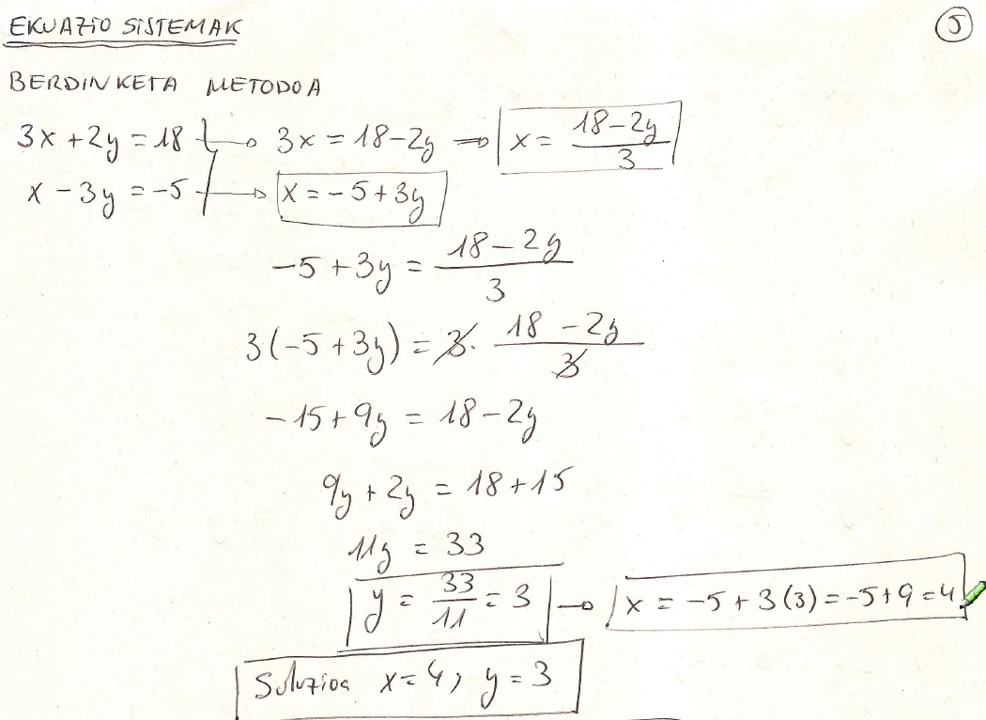 EKUAZIO SISTEMAK
5
BERDINKETA METODOA
3x + 2y = 18 → 3x = 18 - 2y → x = (18 - 2y)/3
x - 3y = -5 → x = -5 + 3y
-5 + 3y = (18 - 2y)/3
3(-5 + 3y) = 3 · (18 - 2y)/3
-15 + 9y = 18 - 2y
9y + 2y = 18 + 15
11y = 33
y = 33/11 = 3 → x = -5 + 3(3) = -5 + 9 = 4
Soluzioa x = 4, y = 3